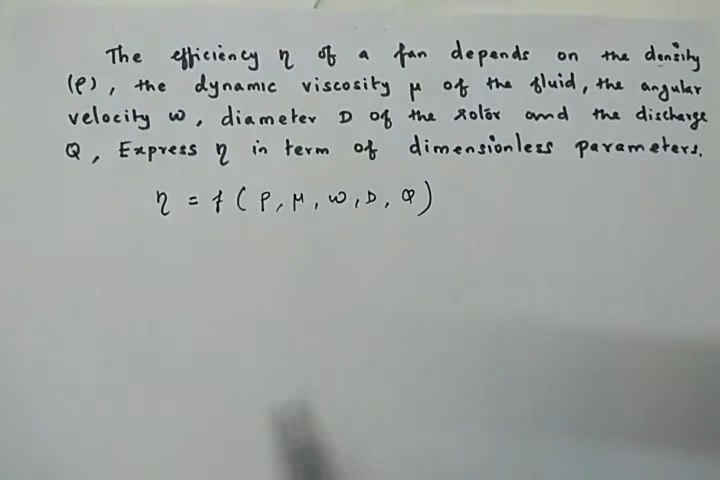 The efficiency η of a fan depends on the density
(ρ), the dynamic viscosity μ of the fluid, the angular
velocity ω, diameter D of the rotor and the discharge
Q, Express η in term of dimensionless parameters.
η = f (ρ, μ, ω, D, Q)